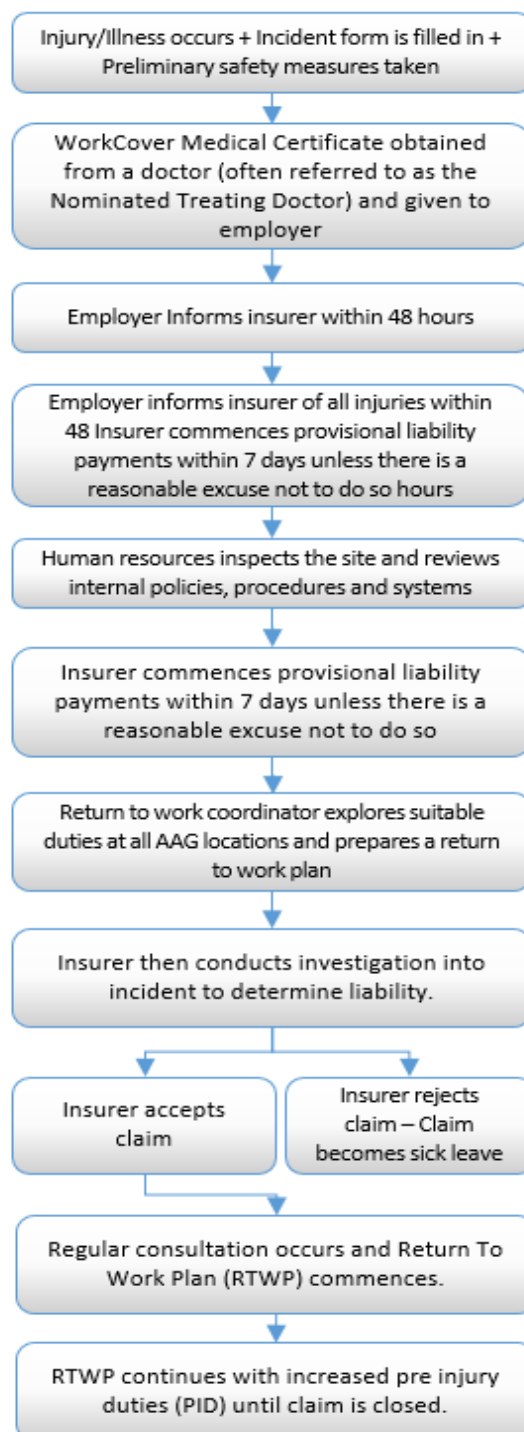 Injury/Illness occurs + Incident form is filled in +
Preliminary safety measures taken
WorkCover Medical Certificate obtained
from a doctor (often referred to as the
Nominated Treating Doctor) and given to
employer
Employer Informs insurer within 48 hours
Employer informs insurer of all injuries within
48 Insurer commences provisional liability
payments within 7 days unless there is a
reasonable excuse not to do so hours
Human resources inspects the site and reviews
internal policies, procedures and systems
Insurer commences provisional liability
payments within 7 days unless there is a
reasonable excuse not to do so
Return to work coordinator explores suitable
duties at all AAG locations and prepares a return
to work plan
Insurer then conducts investigation into
incident to determine liability.
Insurer accepts
claim
Insurer rejects
claim – Claim
becomes sick leave
Regular consultation occurs and Return To
Work Plan (RTWP) commences.
RTWP continues with increased pre injury
duties (PID) until claim is closed.